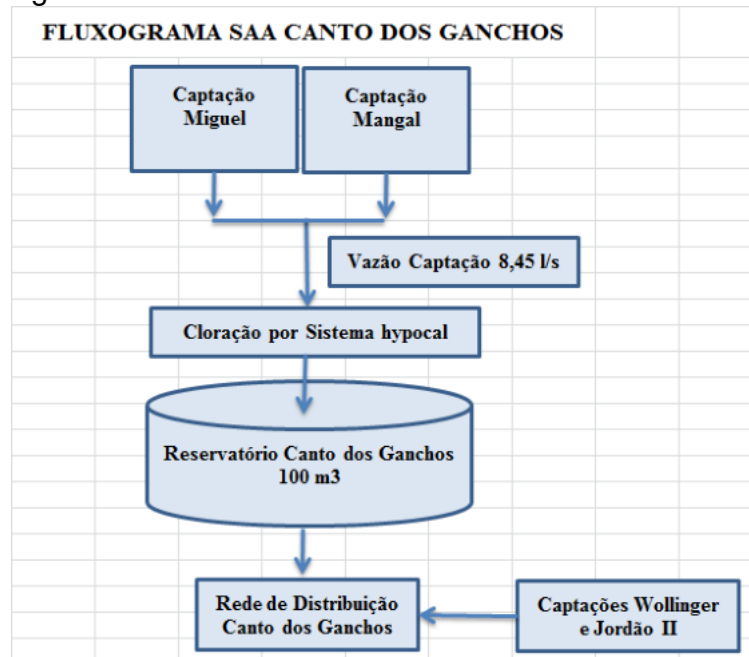 FLUXOGRAMA SAA CANTO DOS GANCHOS
Captação
Miguel
Captação
Mangal
Vazão Captação 8,45 l/s
Cloração por Sistema hypocal
Reservatório Canto dos Ganchos
100 m3
Rede de Distribuição
Canto dos Ganchos
Captações Wollinger
e Jordão II